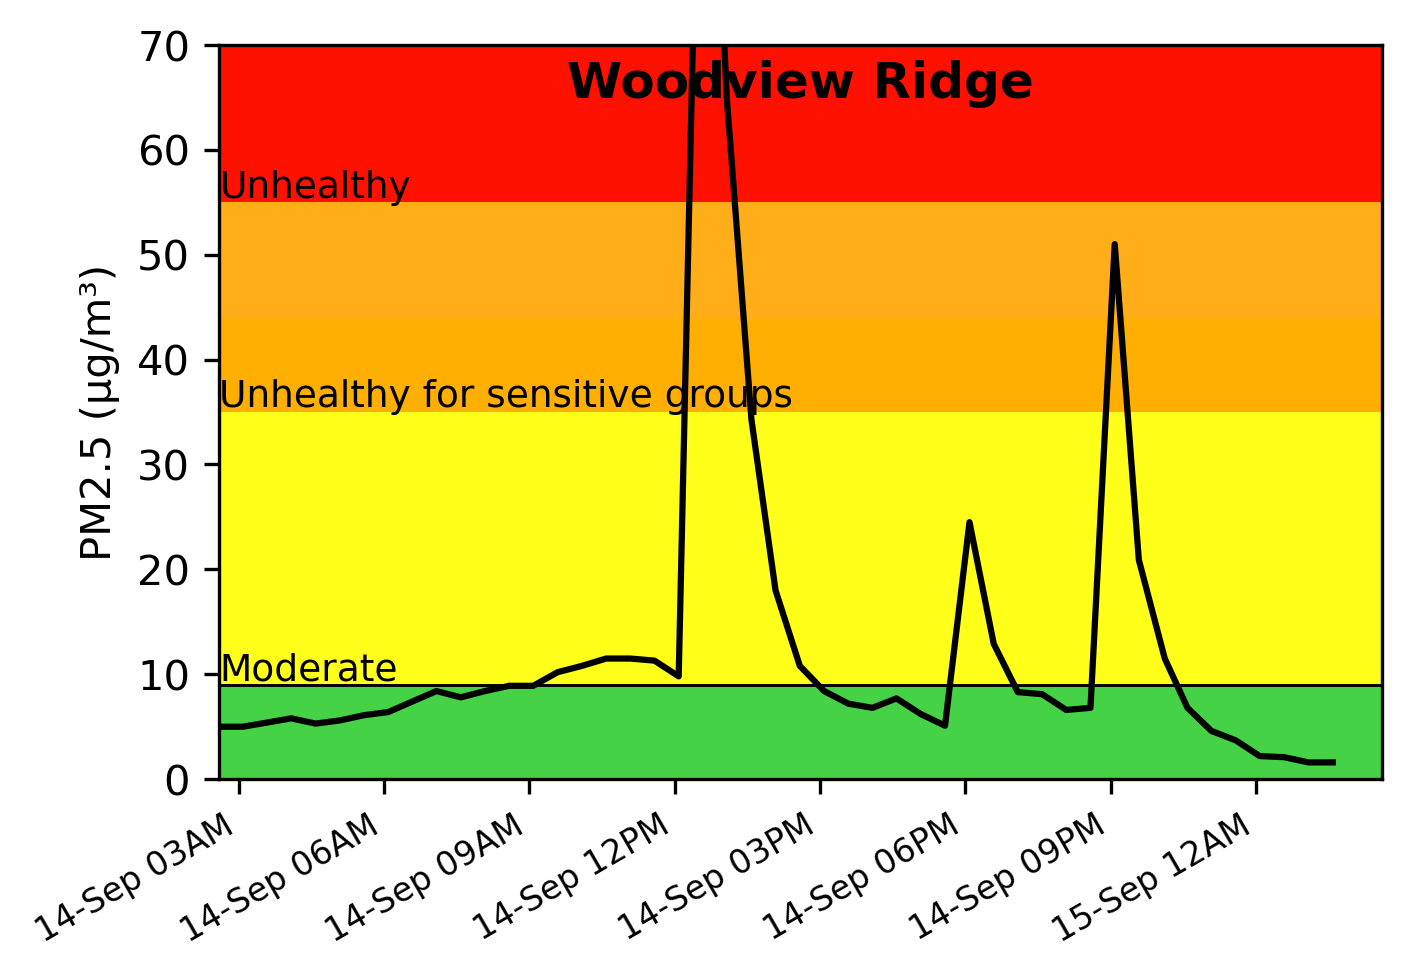 Woodview Ridge
PM2.5 (µg/m³)
70
60
50
40
30
20
10
0
Unhealthy
Unhealthy for sensitive groups
Moderate
14-Sep 03AM
14-Sep 06AM
14-Sep 09AM
14-Sep 12PM
14-Sep 03PM
14-Sep 06PM
14-Sep 09PM
15-Sep 12AM